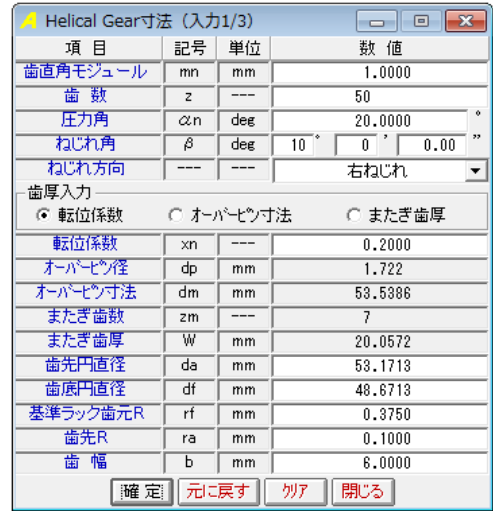 Helical Gear寸法（入力1/3）
項 目 記号 単位 数 値
歯直角モジュール mn mm 1.0000
歯 数 z --- 50
圧力角 αn deg 20.0000 °
ねじれ角 β deg 10 ° 0 ' 0.00 "
ねじれ方向 --- --- 右ねじれ
歯厚入力
転位係数 オーバーピン寸法 またぎ歯厚
転位係数 xn --- 0.2000
オーバーピン径 dp mm 1.722
オーバーピン寸法 dm mm 53.5386
またぎ歯数 zm --- 7
またぎ歯厚 W mm 20.0572
歯先円直径 da mm 53.1713
歯底円直径 df mm 48.6713
基準ラック歯元R rf mm 0.3750
歯先R ra mm 0.1000
歯 幅 b mm 6.0000
確 定 元に戻す クリア 閉じる